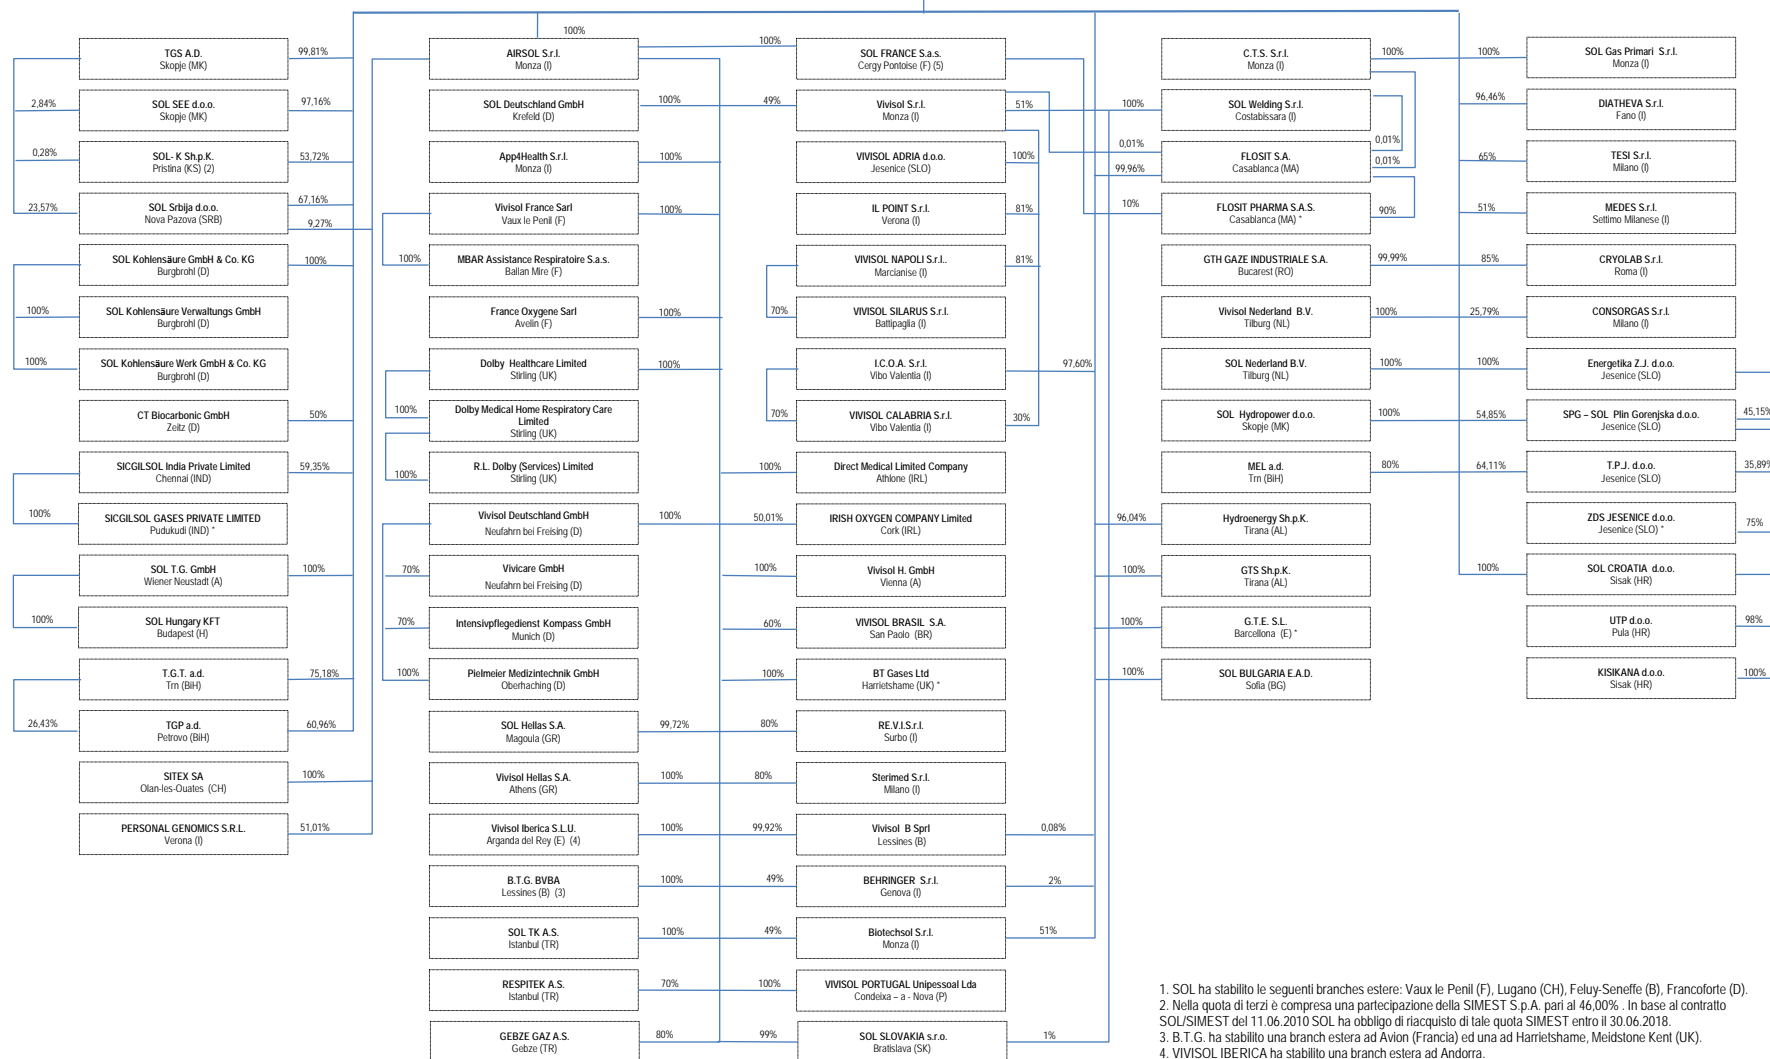 100%
TGS A.D.
Skopje (MK)
99,81%
2,84%
SOL SEE d.o.o.
Skopje (MK)
97,16%
0,28%
SOL- K Sh.p.K.
Pristina (KS) (2)
53,72%
23,57%
SOL Srbija d.o.o.
Nova Pazova (SRB)
67,16%
9,27%
SOL Kohlensäure GmbH & Co. KG
Burgbrohl (D)
100%
100%
SOL Kohlensäure Verwaltungs GmbH
Burgbrohl (D)
100%
SOL Kohlensäure Werk GmbH & Co. KG
Burgbrohl (D)
CT Biocarbonic GmbH
Zeitz (D)
50%
SICGILSOL India Private Limited
Chennai (IND)
59,35%
100%
SICGILSOL GASES PRIVATE LIMITED
Pudukudi (IND) *
SOL T.G. GmbH
Wiener Neustadt (A)
100%
100%
SOL Hungary KFT
Budapest (H)
T.G.T. a.d.
Trn (BiH)
75,18%
26,43%
TGP a.d.
Petrovo (BiH)
60,96%
SITEX SA
Olan-les-Ouates (CH)
100%
PERSONAL GENOMICS S.R.L.
Verona (I)
51,01%
AIRSOL S.r.l.
Monza (I)
SOL Deutschland GmbH
Krefeld (D)
100%
App4Health S.r.l.
Monza (I)
100%
Vivisol France Sarl
Vaux le Penil (F)
100%
100%
MBAR Assistance Respiratoire S.a.s.
Ballan Mire (F)
France Oxygene Sarl
Avelin (F)
100%
Dolby Healthcare Limited
Stirling (UK)
100%
100%
Dolby Medical Home Respiratory Care
Limited
Stirling (UK)
100%
R.L. Dolby (Services) Limited
Stirling (UK)
Vivisol Deutschland GmbH
Neufahrn bei Freising (D)
100%
70%
Vivicare GmbH
Neufahrn bei Freising (D)
70%
Intensivpflegedienst Kompass GmbH
Munich (D)
100%
Pielmeier Medizintechnik GmbH
Oberhaching (D)
SOL Hellas S.A.
Magoula (GR)
99,72%
Vivisol Hellas S.A.
Athens (GR)
100%
Vivisol Iberica S.L.U.
Arganda del Rey (E) (4)
100%
B.T.G. BVBA
Lessines (B) (3)
100%
SOL TK A.S.
Istanbul (TR)
100%
RESPITEK A.S.
Istanbul (TR)
70%
GEBZE GAZ A.S.
Gebze (TR)
80%
100%
SOL FRANCE S.a.s.
Cergy Pontoise (F) (5)
49%
Vivisol S.r.l.
Monza (I)
51%
VIVISOL ADRIA d.o.o.
Jesenice (SLO)
100%
IL POINT S.r.l.
Verona (I)
81%
VIVISOL NAPOLI S.r.l..
Marcianise (I)
81%
70%
VIVISOL SILARUS S.r.l.
Battipaglia (I)
I.C.O.A. S.r.l.
Vibo Valentia (I)
97,60%
70%
VIVISOL CALABRIA S.r.l.
Vibo Valentia (I)
30%
100%
Direct Medical Limited Company
Athlone (IRL)
50,01%
IRISH OXYGEN COMPANY Limited
Cork (IRL)
100%
Vivisol H. GmbH
Vienna (A)
60%
VIVISOL BRASIL S.A.
San Paolo (BR)
100%
BT Gases Ltd
Harrietshame (UK) *
80%
RE.V.I.S.r.l.
Surbo (I)
80%
Sterimed S.r.l.
Milano (I)
99,92%
Vivisol B Sprl
Lessines (B)
0,08%
49%
BEHRINGER S.r.l.
Genova (I)
2%
49%
Biotechsol S.r.l.
Monza (I)
51%
100%
VIVISOL PORTUGAL Unipessoal Lda
Condeixa – a - Nova (P)
99%
SOL SLOVAKIA s.r.o.
Bratislava (SK)
1%
C.T.S. S.r.l.
Monza (I)
100%
100%
SOL Welding S.r.l.
Costabissara (I)
0,01%
0,01%
99,96%
FLOSIT S.A.
Casablanca (MA)
0,01%
10%
FLOSIT PHARMA S.A.S.
Casablanca (MA) *
90%
GTH GAZE INDUSTRIALE S.A.
Bucarest (RO)
99,99%
Vivisol Nederland B.V.
Tilburg (NL)
100%
SOL Nederland B.V.
Tilburg (NL)
100%
SOL Hydropower d.o.o.
Skopje (MK)
100%
MEL a.d.
Trn (BiH)
80%
96,04%
Hydroenergy Sh.p.K.
Tirana (AL)
100%
GTS Sh.p.K.
Tirana (AL)
100%
G.T.E. S.L.
Barcellona (E) *
100%
SOL BULGARIA E.A.D.
Sofia (BG)
100%
SOL Gas Primari S.r.l.
Monza (I)
96,46%
DIATHEVA S.r.l.
Fano (I)
65%
TESI S.r.l.
Milano (I)
51%
MEDES S.r.l.
Settimo Milanese (I)
85%
CRYOLAB S.r.l.
Roma (I)
25,79%
CONSORGAS S.r.l.
Milano (I)
100%
Energetika Z.J. d.o.o.
Jesenice (SLO)
54,85%
SPG – SOL Plin Gorenjska d.o.o.
Jesenice (SLO)
45,15%
64,11%
T.P.J. d.o.o.
Jesenice (SLO)
35,89%
ZDS JESENICE d.o.o.
Jesenice (SLO) *
75%
100%
SOL CROATIA d.o.o.
Sisak (HR)
UTP d.o.o.
Pula (HR)
98%
KISIKANA d.o.o.
Sisak (HR)
100%
1. SOL ha stabilito le seguenti branches estere: Vaux le Penil (F), Lugano (CH), Feluy-Seneffe (B), Francoforte (D).
2. Nella quota di terzi è compresa una partecipazione della SIMEST S.p.A. pari al 46,00% . In base al contratto
SOL/SIMEST del 11.06.2010 SOL ha obbligo di riacquisto di tale quota SIMEST entro il 30.06.2018.
3. B.T.G. ha stabilito una branch estera ad Avion (Francia) ed una ad Harrietshame, Meidstone Kent (UK).
4. VIVISOL IBERICA ha stabilito una branch estera ad Andorra.